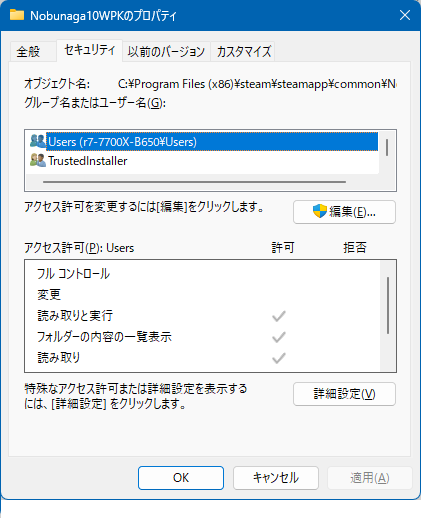 Nobunaga10WPKのプロパティ
全般 セキュリティ 以前のバージョン カスタマイズ
オブジェクト名: C:¥Program Files (x86)¥steam¥steamapp¥common¥No
グループ名またはユーザー名(G):
Users (r7-7700X-B650¥Users)
TrustedInstaller
アクセス許可を変更するには[編集]をクリックします。 編集(E)...
アクセス許可(P): Users 許可 拒否
フル コントロール
変更
読み取りと実行
フォルダーの内容の一覧表示
読み取り
特殊なアクセス許可または詳細設定を表示する
には、[詳細設定] をクリックします。
詳細設定(V)
OK キャンセル 適用(A)